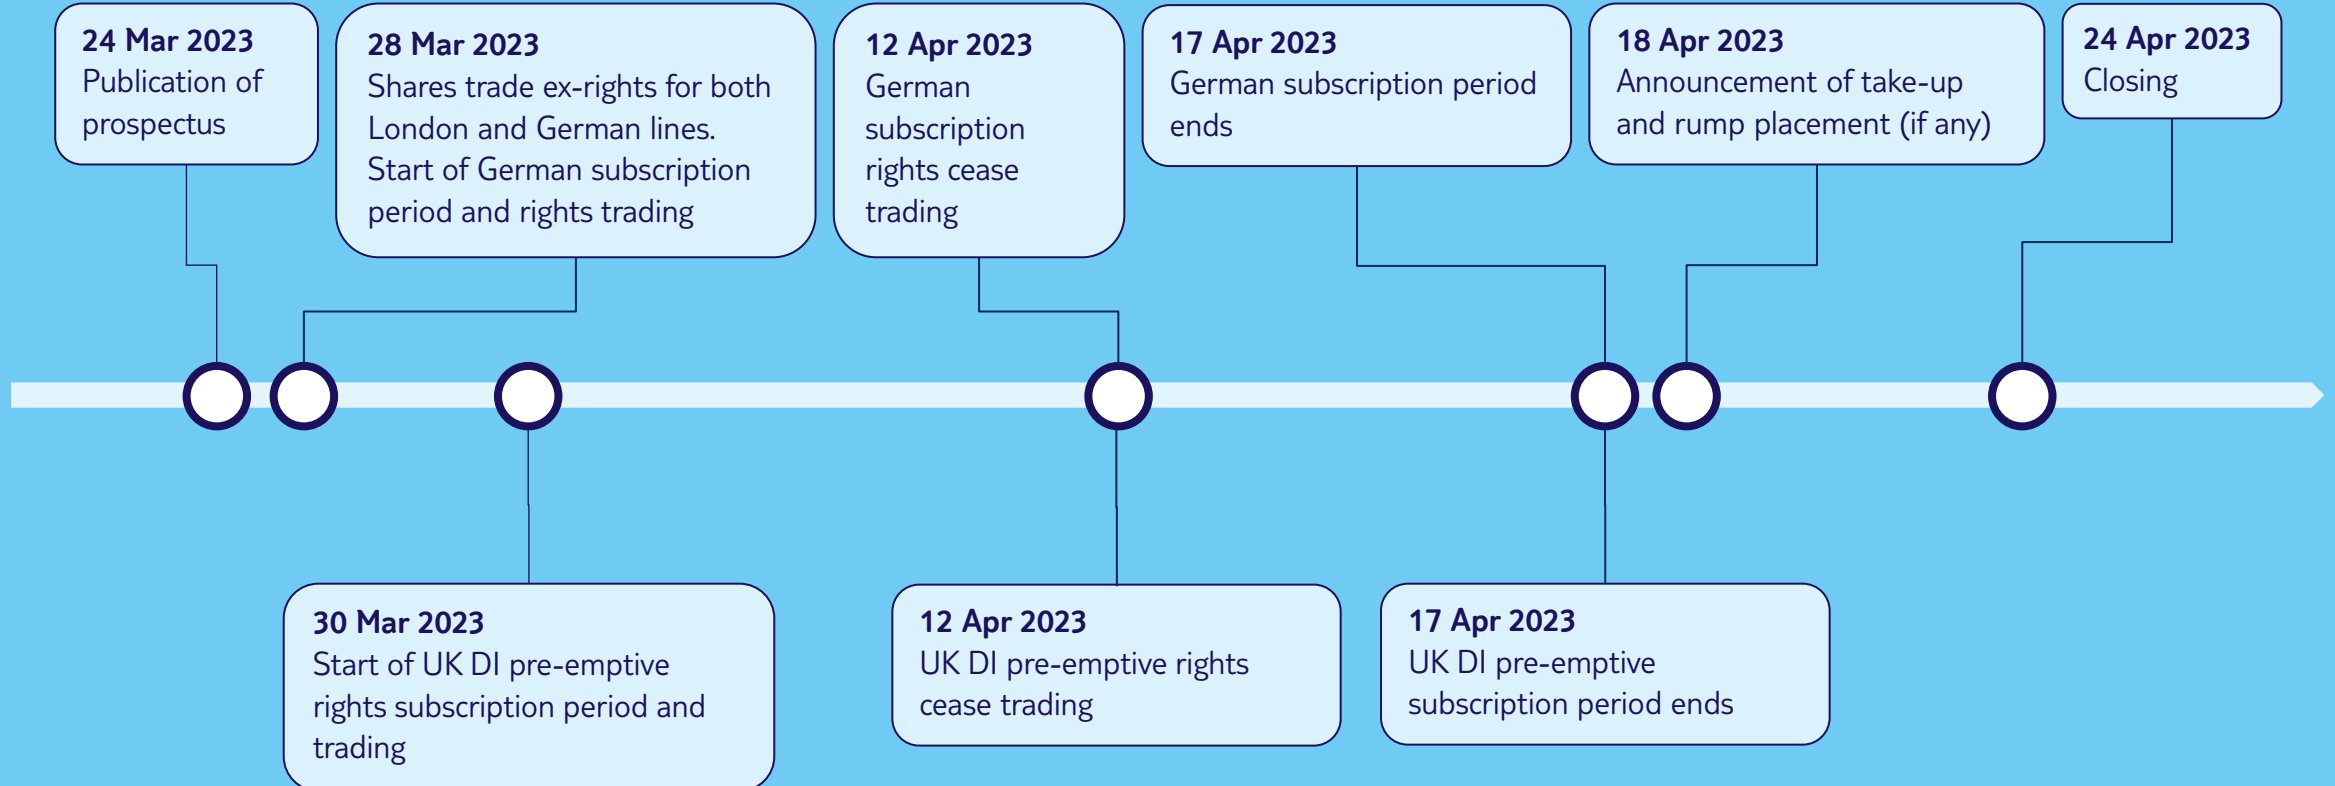 24 Mar 2023
Publication of
prospectus
28 Mar 2023
Shares trade ex-rights for both
London and German lines.
Start of German subscription
period and rights trading
12 Apr 2023
German
subscription
rights cease
trading
17 Apr 2023
German subscription period
ends
18 Apr 2023
Announcement of take-up
and rump placement (if any)
24 Apr 2023
Closing
30 Mar 2023
Start of UK DI pre-emptive
rights subscription period and
trading
12 Apr 2023
UK DI pre-emptive rights
cease trading
17 Apr 2023
UK DI pre-emptive
subscription period ends